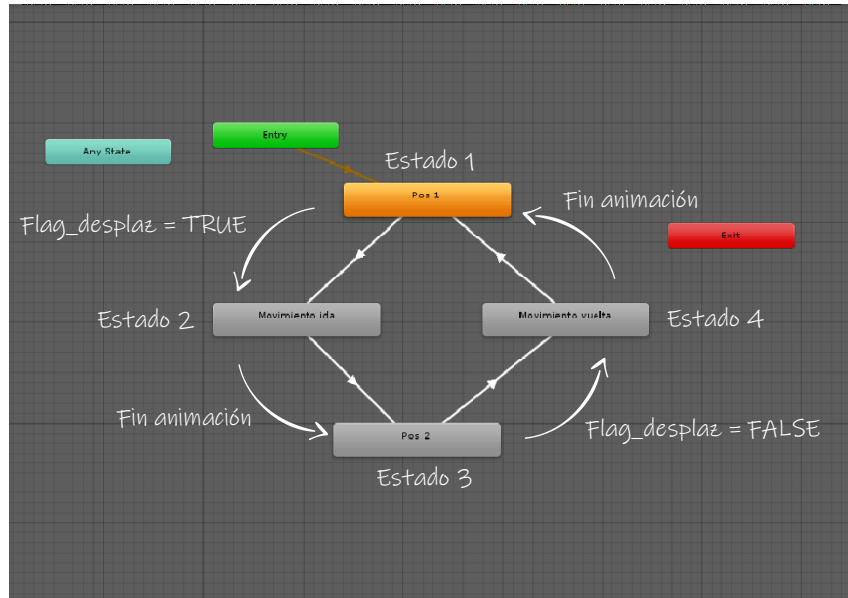 Entry
Any State
Estado 1
Pos 1
Fin animación
Flag_desplaz = TRUE
Exit
Estado 2
Movimiento ida
Movimiento vuelta
Estado 4
Fin animación
Flag_desplaz = FALSE
Pos 2
Estado 3